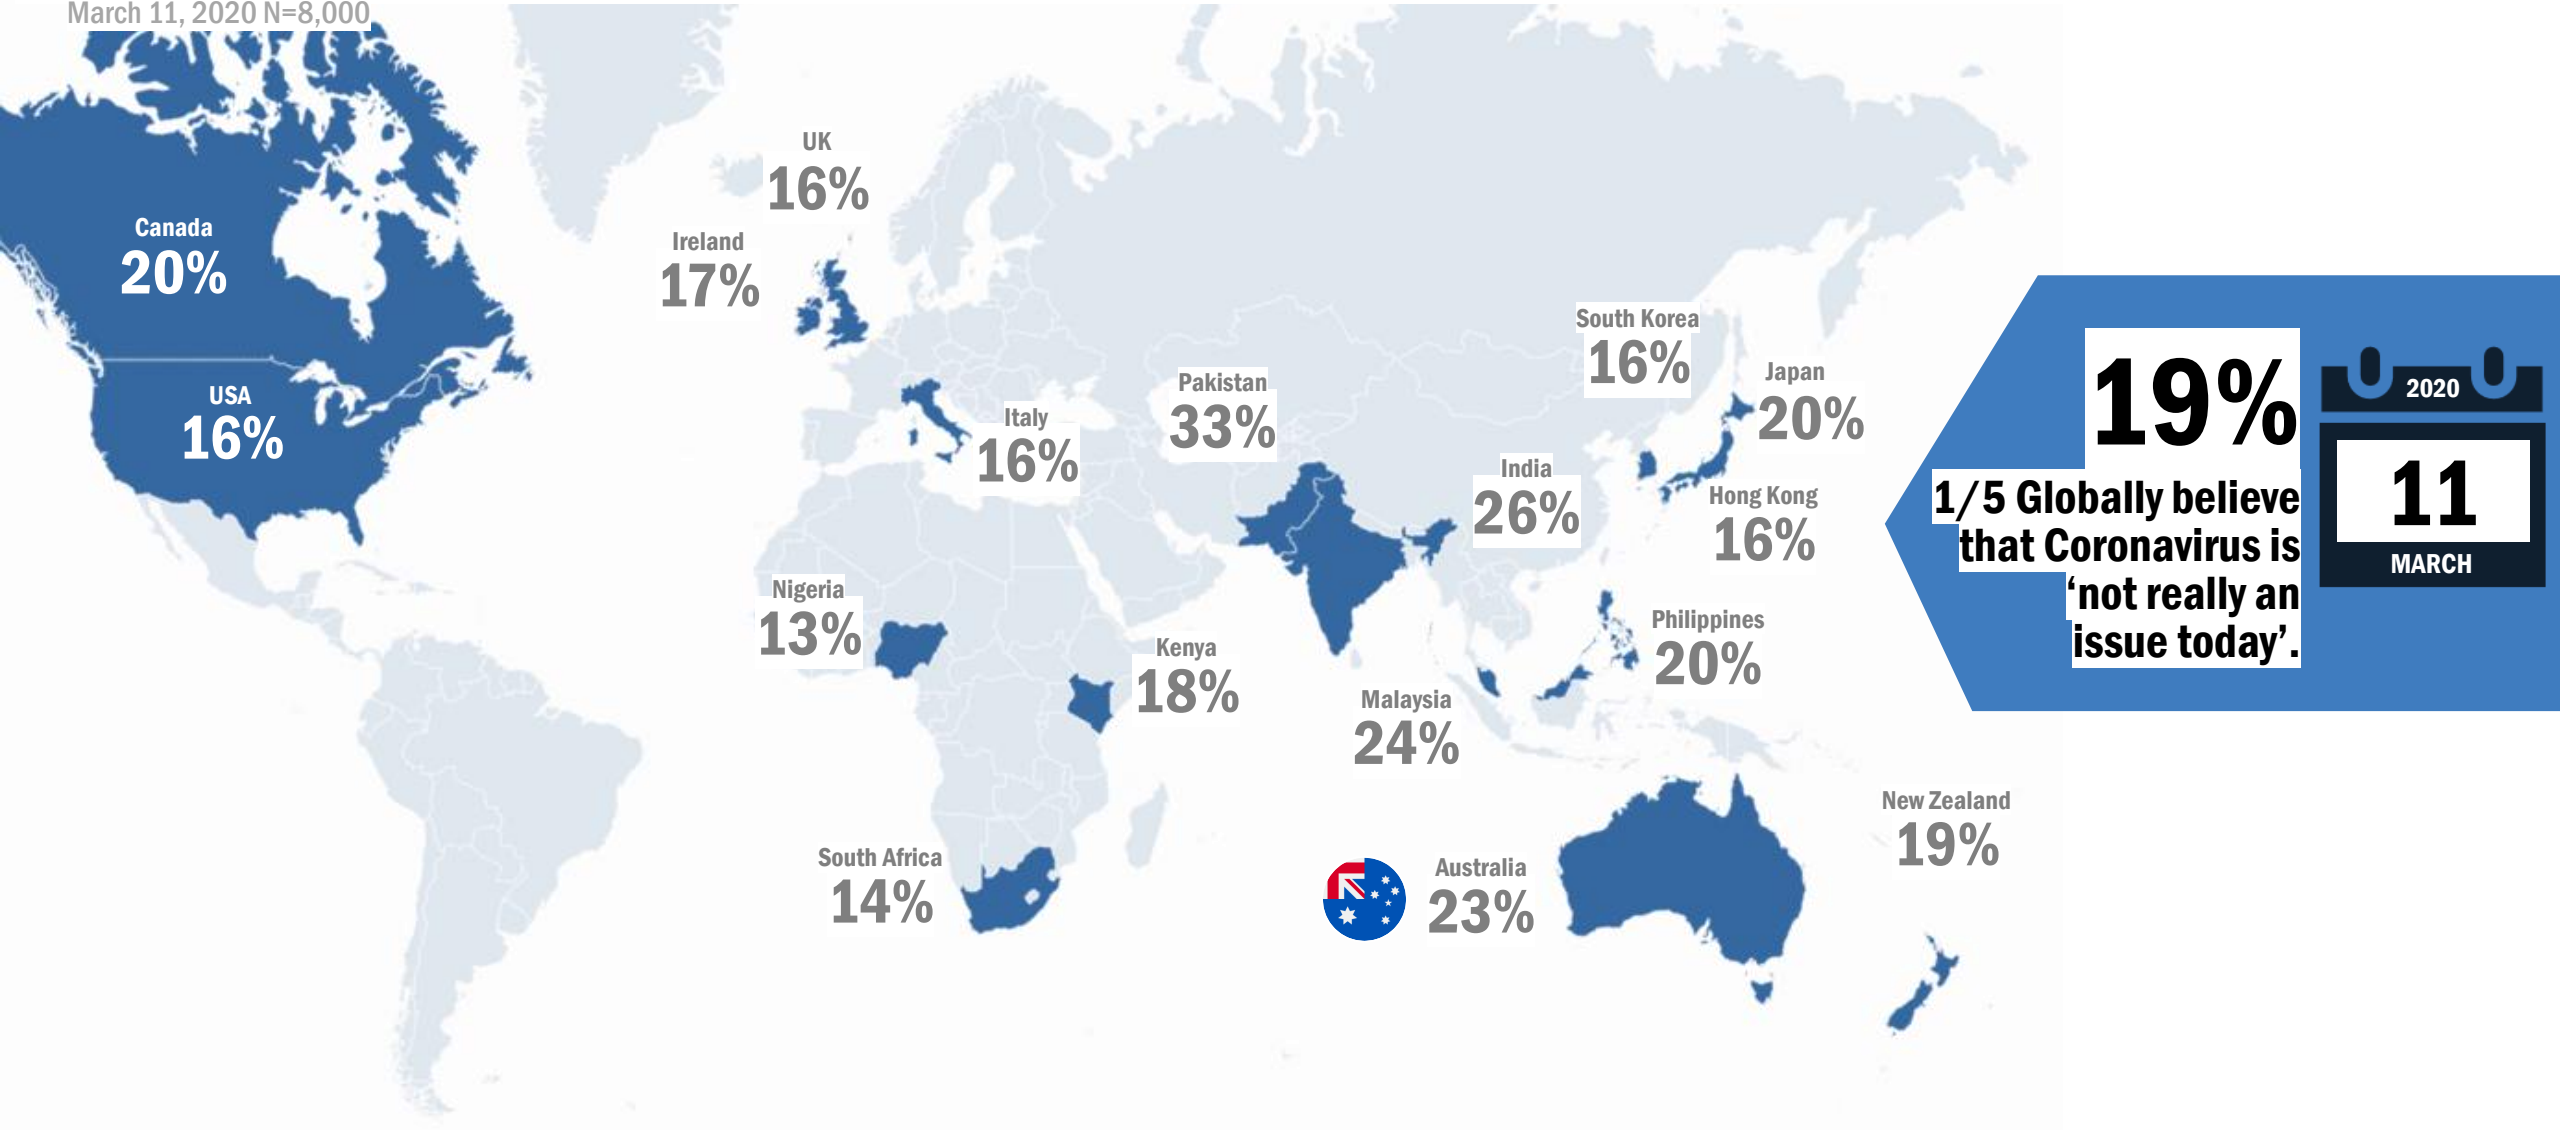 March 11, 2020 N=8,000
UK
16%
Canada
20%
Ireland
17%
South Korea
16%
Japan
20%
Pakistan
33%
USA
16%
Italy
16%
India
26%
Hong Kong
16%
Nigeria
13%
Kenya
18%
Philippines
20%
Malaysia
24%
New Zealand
19%
South Africa
14%
Australia
23%
19%
1/5 Globally believe
that Coronavirus is
‘not really an
issue today’.
2020
11
MARCH